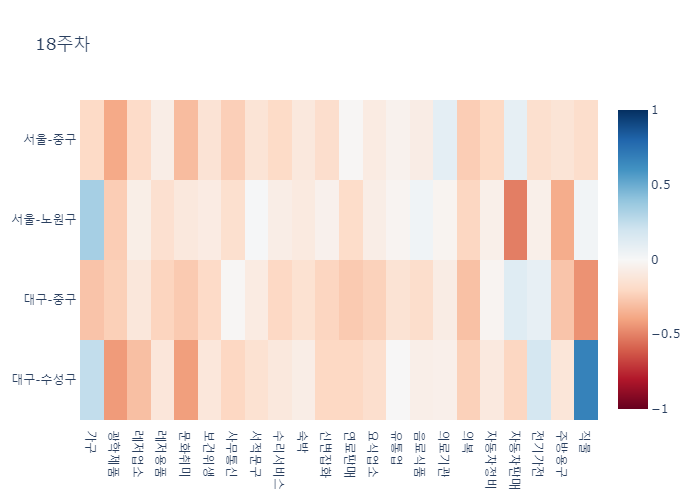 18주차
서울-중구
서울-노원구
대구-중구
대구-수성구
가구
광학제품
레저업소
레저용품
문화취미
보건위생
사무통신
서적문구
수리서비스
숙박
신변잡화
연료판매
요식업소
유통업
음료식품
의료기관
의복
자동차정비
자동차판매
전기가전
주방용구
직물
1
0.5
0
−0.5
−1